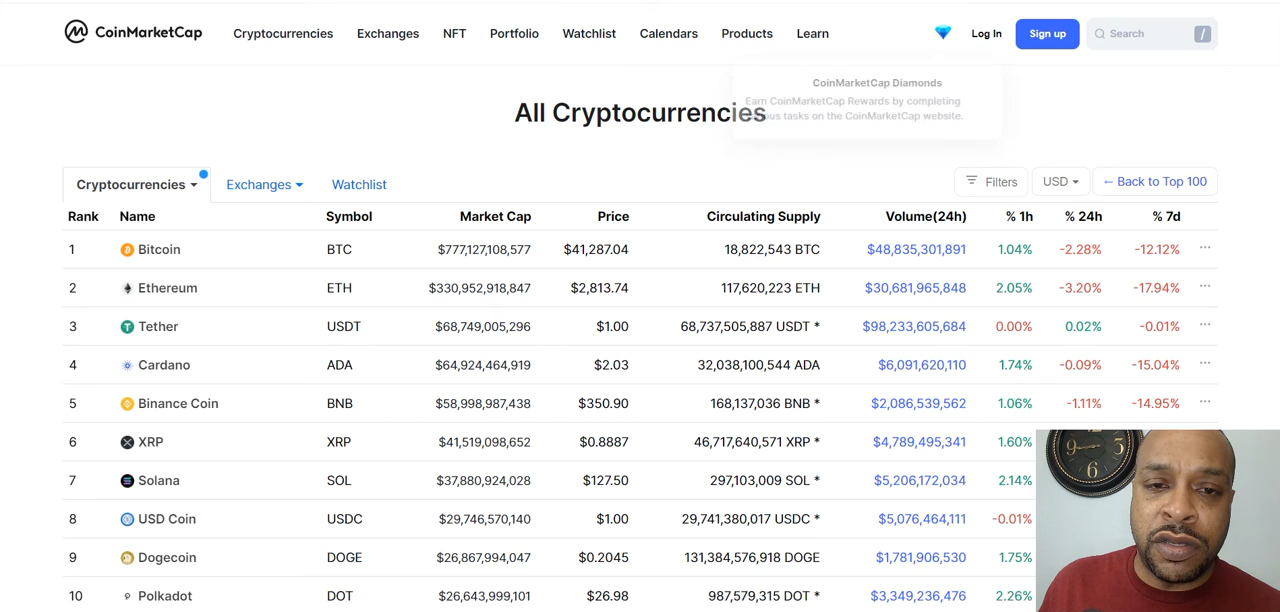 CoinMarketCap Cryptocurrencies Exchanges NFT Portfolio Watchlist Calendars Products Learn Log In Sign up Search /
CoinMarketCap Diamonds
Earn CoinMarketCap Rewards by completing
tasks on the CoinMarketCap website.
All Cryptocurrencies
Cryptocurrencies Exchanges Watchlist Filters USD ← Back to Top 100
Rank Name Symbol Market Cap Price Circulating Supply Volume(24h) % 1h % 24h % 7d
1 Bitcoin BTC $777,127,108,577 $41,287.04 18,822,543 BTC $48,835,301,891 1.04% -2.28% -12.12% ...
2 Ethereum ETH $330,952,918,847 $2,813.74 117,620,223 ETH $30,681,965,848 2.05% -3.20% -17.94% ...
3 Tether USDT $68,749,005,296 $1.00 68,737,505,887 USDT * $98,233,605,684 0.00% 0.02% -0.01% ...
4 Cardano ADA $64,924,464,919 $2.03 32,038,100,544 ADA $6,091,620,110 1.74% -0.09% -15.04% ...
5 Binance Coin BNB $58,998,987,438 $350.90 168,137,036 BNB * $2,086,539,562 1.06% -1.11% -14.95% ...
6 XRP XRP $41,519,098,652 $0.8887 46,717,640,571 XRP * $4,789,495,341 1.60%
7 Solana SOL $37,880,924,028 $127.50 297,103,009 SOL * $5,206,172,034 2.14%
8 USD Coin USDC $29,746,570,140 $1.00 29,741,380,017 USDC * $5,076,464,111 -0.01%
9 Dogecoin DOGE $26,867,994,047 $0.2045 131,384,576,918 DOGE $1,781,906,530 1.75%
10 Polkadot DOT $26,643,999,101 $26.98 987,579,315 DOT * $3,349,236,476 2.26%